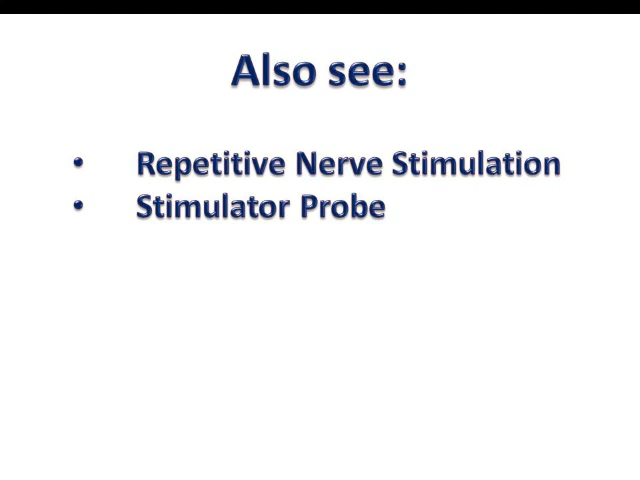 Also see:
• Repetitive Nerve Stimulation
• Stimulator Probe